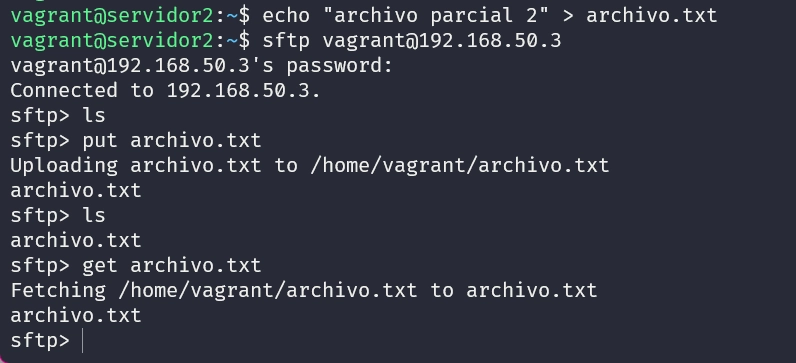 vagrant@servidor2:~$ echo "archivo parcial 2" > archivo.txt
vagrant@servidor2:~$ sftp vagrant@192.168.50.3
vagrant@192.168.50.3's password:
Connected to 192.168.50.3.
sftp> ls
sftp> put archivo.txt
Uploading archivo.txt to /home/vagrant/archivo.txt
archivo.txt
sftp> ls
archivo.txt
sftp> get archivo.txt
Fetching /home/vagrant/archivo.txt to archivo.txt
archivo.txt
sftp>